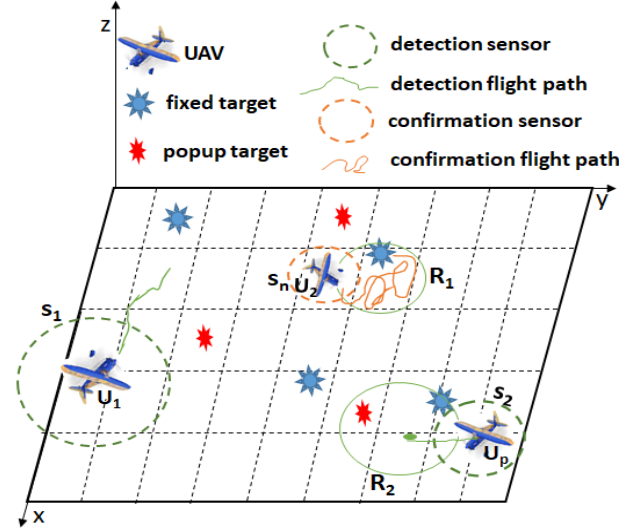 z
UAV
detection sensor
detection flight path
fixed target
confirmation sensor
popup target
confirmation flight path
y
s1
sn U2
R1
U1
s2
Up
R2
x